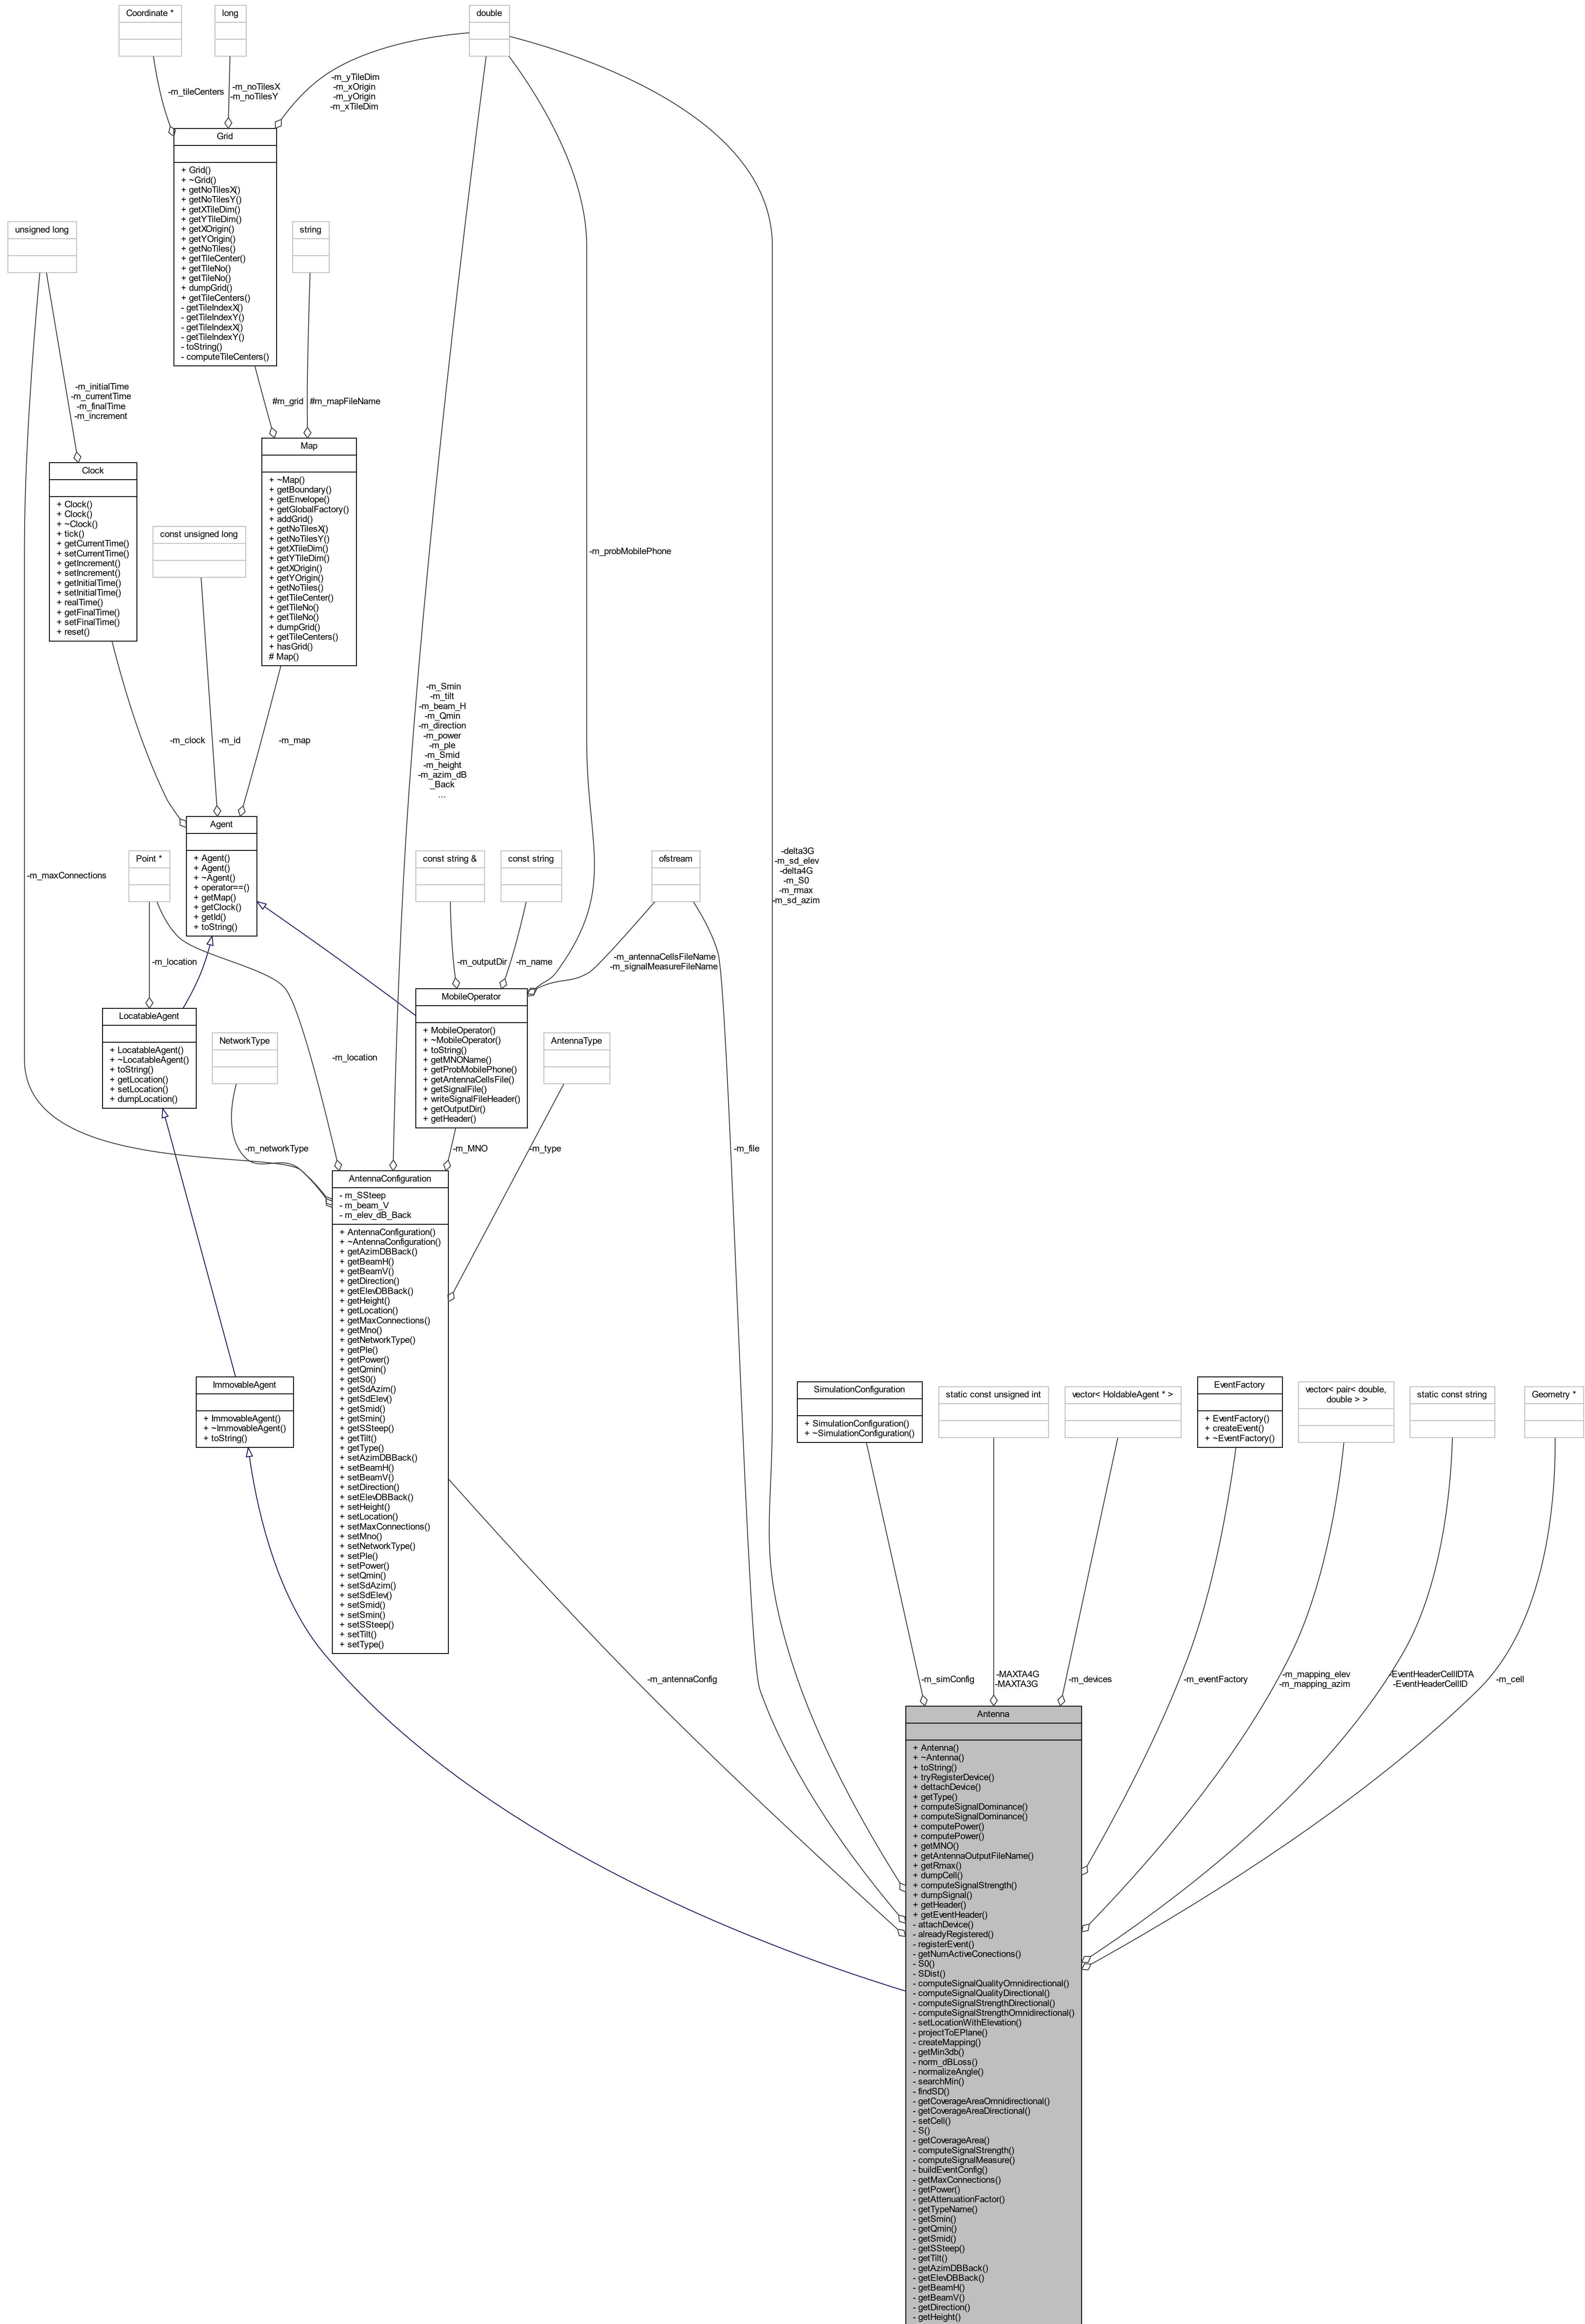 Coordinate *
long
double
-m_tileCenters
-m_noTilesX
-m_noTilesY
-m_yTileDim
-m_xOrigin
-m_yOrigin
-m_xTileDim
Grid
+ Grid()
+ ~Grid()
+ getNoTilesX()
+ getNoTilesY()
+ getXTileDim()
+ getYTileDim()
+ getXOrigin()
+ getYOrigin()
+ getNoTiles()
+ getTileCenter()
+ getTileNo()
+ getTileNo()
+ dumpGrid()
+ getTileCenters()
- getTileIndexX()
- getTileIndexY()
- getTileIndexX()
- getTileIndexY()
- toString()
- computeTileCenters()
unsigned long
string
-m_initialTime
-m_currentTime
-m_finalTime
-m_increment
#m_grid
#m_mapFileName
Map
+ ~Map()
+ getBoundary()
+ getEnvelope()
+ getGlobalFactory()
+ addGrid()
+ getNoTilesX()
+ getNoTilesY()
+ getXTileDim()
+ getYTileDim()
+ getXOrigin()
+ getYOrigin()
+ getNoTiles()
+ getTileCenter()
+ getTileNo()
+ getTileNo()
+ dumpGrid()
+ getTileCenters()
+ hasGrid()
# Map()
Clock
+ Clock()
+ Clock()
+ ~Clock()
+ tick()
+ getCurrentTime()
+ setCurrentTime()
+ getIncrement()
+ setIncrement()
+ getInitialTime()
+ setInitialTime()
+ realTime()
+ getFinalTime()
+ setFinalTime()
+ reset()
const unsigned long
-m_probMobilePhone
-m_clock
-m_id
-m_map
-m_Smin
-m_tilt
-m_beam_H
-m_Qmin
-m_direction
-m_power
-m_ple
-m_Smid
-m_height
-m_azim_dB
_Back
...
Agent
+ Agent()
+ Agent()
+ ~Agent()
+ operator==()
+ getMap()
+ getClock()
+ getId()
+ toString()
-m_maxConnections
Point *
const string &
const string
ofstream
-delta3G
-m_sd_elev
-delta4G
-m_S0
-m_rmax
-m_sd_azim
-m_location
-m_outputDir
-m_name
-m_antennaCellsFileName
-m_signalMeasureFileName
LocatableAgent
+ LocatableAgent()
+ ~LocatableAgent()
+ toString()
+ getLocation()
+ setLocation()
+ dumpLocation()
NetworkType
-m_location
MobileOperator
+ MobileOperator()
+ ~MobileOperator()
+ toString()
+ getMNOName()
+ getProbMobilePhone()
+ getAntennaCellsFile()
+ getSignalFile()
+ writeSignalFileHeader()
+ getOutputDir()
+ getHeader()
AntennaType
-m_networkType
-m_MNO
-m_type
-m_file
AntennaConfiguration
- m_SSteep
- m_beam_V
- m_elev_dB_Back
+ AntennaConfiguration()
+ ~AntennaConfiguration()
+ getAzimDBBack()
+ getBeamH()
+ getBeamV()
+ getDirection()
+ getElevDBBack()
+ getHeight()
+ getLocation()
+ getMaxConnections()
+ getMno()
+ getNetworkType()
+ getPle()
+ getPower()
+ getQmin()
+ getS0()
+ getSdAzim()
+ getSdElev()
+ getSmid()
+ getSmin()
+ getSSteep()
+ getTilt()
+ getType()
+ setAzimDBBack()
+ setBeamH()
+ setBeamV()
+ setDirection()
+ setElevDBBack()
+ setHeight()
+ setLocation()
+ setMaxConnections()
+ setMno()
+ setNetworkType()
+ setPle()
+ setPower()
+ setQmin()
+ setSdAzim()
+ setSdElev()
+ setSmid()
+ setSmin()
+ setSSteep()
+ setTilt()
+ setType()
ImmovableAgent
+ ImmovableAgent()
+ ~ImmovableAgent()
+ toString()
SimulationConfiguration
+ SimulationConfiguration()
+ ~SimulationConfiguration()
static const unsigned int
vector< HoldableAgent * >
EventFactory
+ EventFactory()
+ createEvent()
+ ~EventFactory()
vector< pair< double,
double > >
static const string
Geometry *
-m_antennaConfig
-m_simConfig
-MAXTA4G
-MAXTA3G
-m_devices
-m_eventFactory
-m_mapping_elev
-m_mapping_azim
-EventHeaderCellIDTA
-EventHeaderCellID
-m_cell
Antenna
+ Antenna()
+ ~Antenna()
+ toString()
+ tryRegisterDevice()
+ dettachDevice()
+ getType()
+ computeSignalDominance()
+ computeSignalDominance()
+ computePower()
+ computePower()
+ getMNO()
+ getAntennaOutputFileName()
+ getRmax()
+ dumpCell()
+ computeSignalStrength()
+ dumpSignal()
+ getHeader()
+ getEventHeader()
- attachDevice()
- alreadyRegistered()
- registerEvent()
- getNumActiveConections()
- S0()
- SDist()
- computeSignalQualityOmnidirectional()
- computeSignalQualityDirectional()
- computeSignalStrengthDirectional()
- computeSignalStrengthOmnidirectional()
- setLocationWithElevation()
- projectToEPlane()
- createMapping()
- getMin3db()
- norm_dBLoss()
- normalizeAngle()
- searchMin()
- findSD()
- getCoverageAreaOmnidirectional()
- getCoverageAreaDirectional()
- setCell()
- S()
- getCoverageArea()
- computeSignalStrength()
- computeSignalMeasure()
- buildEventConfig()
- getMaxConnections()
- getPower()
- getAttenuationFactor()
- getTypeName()
- getSmin()
- getQmin()
- getSmid()
- getSSteep()
- getTilt()
- getAzimDBBack()
- getElevDBBack()
- getBeamH()
- getBeamV()
- getDirection()
- getHeight()